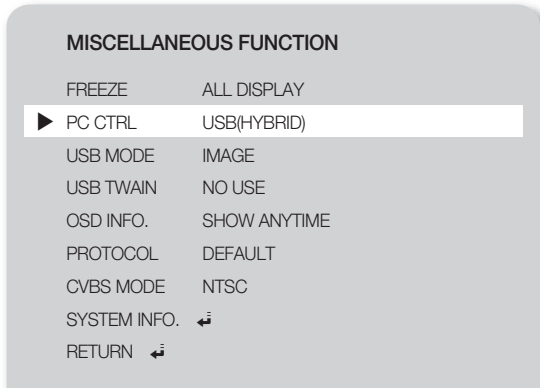 MISCELLANEOUS FUNCTION
FREEZE ALL DISPLAY
PC CTRL USB(HYBRID)
USB MODE IMAGE
USB TWAIN NO USE
OSD INFO. SHOW ANYTIME
PROTOCOL DEFAULT
CVBS MODE NTSC
SYSTEM INFO.
RETURN